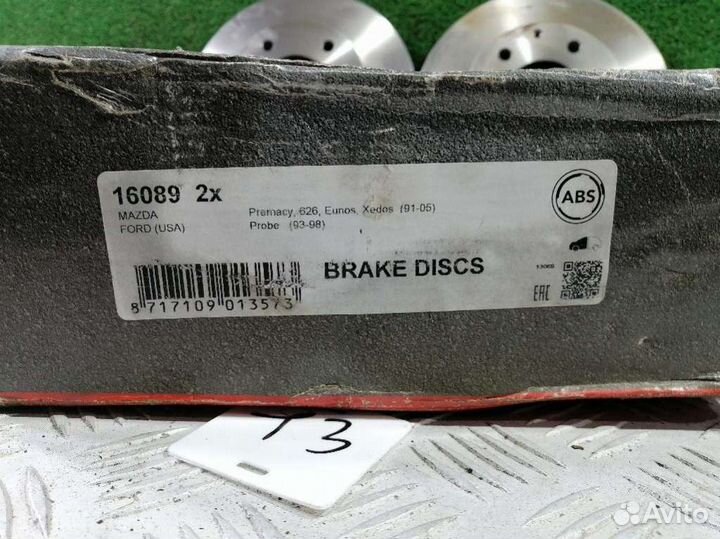 16089 2x
MAZDA Premacy, 626, Eunos, Xedos (91-05)
FORD (USA) Probe (93-98)
ABS
BRAKE DISCS
8 717109 013573
EAC
73
Avito